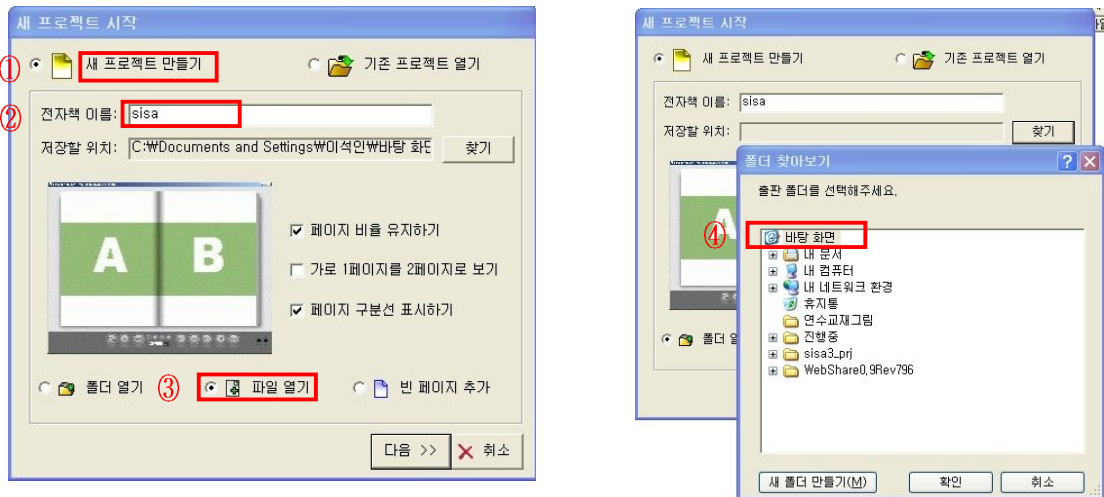 새 프로젝트 시작
① 새 프로젝트 만들기 기존 프로젝트 열기
② 전자책 이름: sisa
저장할 위치: C:₩Documents and Settings₩이석인₩바탕 화면 찾기
A B
페이지 비율 유지하기
가로 1페이지를 2페이지로 보기
페이지 구분선 표시하기
폴더 열기 ③ 파일 열기 빈 페이지 추가
다음 >> 취소
새 프로젝트 시작
새 프로젝트 만들기 기존 프로젝트 열기
전자책 이름: sisa
저장할 위치: 찾기
폴더 찾아보기
출판 폴더를 선택해주세요.
A
④ 바탕 화면
내 문서
내 컴퓨터
내 네트워크 환경
휴지통
연수교재그림
진행중
sisa3_prj
WebShare0,9Rev796
폴더
새 폴더 만들기(M) 확인 취소